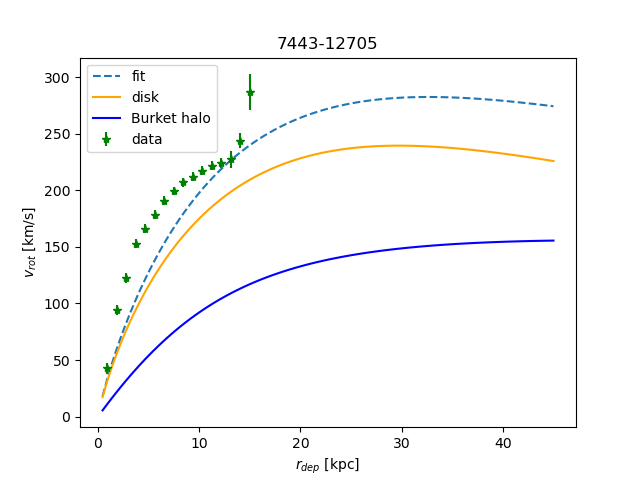 7443-12705
fit
disk
Burket halo
data
300
250
200
150
100
50
0
v_rot [km/s]
0 10 20 30 40
r_dep [kpc]